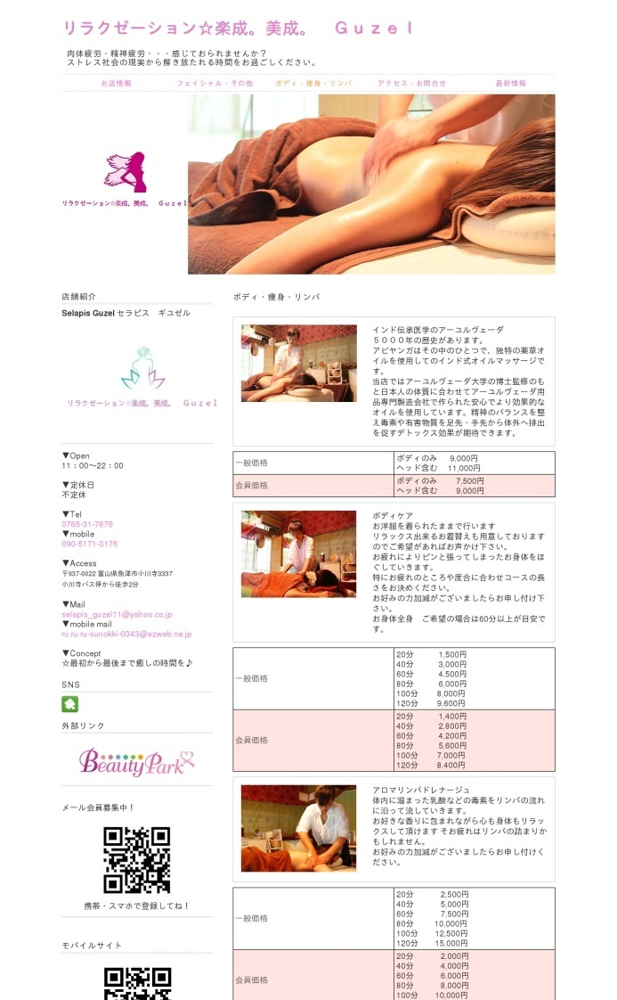 リラクゼーション☆楽成。美成。　Ｇｕｚｅｌ
肉体疲労・精神疲労・・・感じておられませんか？
ストレス社会の現実から解き放たれる時間をお過ごしください。
お店情報
フェイシャル・その他
ボディ・痩身・リンパ
アクセス・お問合せ
最新情報
リラクゼーション☆楽成。美成。　Ｇｕｚｅｌ
店舗紹介
Selapis Guzel セラピス　ギュゼル
リラクゼーション☆楽成。美成。　Ｇｕｚｅｌ
▼Open
11：00～22：00
▼定休日
不定休
▼Tel
0765-31-7876
▼mobile
090-5171-3176
▼Access
〒937-0022 富山県魚津市小川寺3337
小川寺バス停から徒歩2分
▼Mail
selapis_guzel11@yahoo.co.jp
▼mobile mail
ru.ru.ru-xunokki-0343@ezweb.ne.jp
▼Concept
☆最初から最後まで癒しの時間を♪
SNS
外部リンク
BeautyPark
メール会員募集中！
携帯・スマホで登録してね！
モバイルサイト
ボディ・痩身・リンパ
インド伝承医学のアーユルヴェーダ
５０００年の歴史があります。
アビヤンガはその中のひとつで、独特の薬草オ
イルを使用してのインド式オイルマッサージで
す。
当店ではアーユルヴェーダ大学の博士監修のも
と日本人の体質に合わせてアーユルヴェーダ用
品専門製造会社で作られた安心でより効果的な
オイルを使用しています。精神のバランスを整
え毒素や有害物質を足先・手先から体外へ排出
を促すデトックス効果が期待できます。
一般価格
ボディのみ　9,000円
ヘッド含む　11,000円
会員価格
ボディのみ　7,500円
ヘッド含む　9,000円
ボディケア
お洋服を着られたままで行います
リラックス出来るお着替えも用意しております
のでご希望があればお声かけ下さい。
お疲れによりピンと張ってしまったお身体をほ
ぐしていきます。
特にお疲れのところや度合に合わせコースの長
さをお決めください。
お好みの力加減がございましたらお申し付け下
さい。
お身体全身　ご希望の場合は60分以上が目安で
す。
一般価格
20分　1,500円
40分　3,000円
60分　4,500円
80分　6,000円
100分　8,000円
120分　9,600円
会員価格
20分　1,400円
40分　2,800円
60分　4,200円
80分　5,600円
100分　7,000円
120分　8,400円
アロマリンパドレナージュ
体内に溜まった乳酸などの毒素をリンパの流れ
に沿って流していきます。
お好きな香りに包まれながら心も身体もリラッ
クスして頂けます そお疲れはリンパの詰まりか
もしれません。
お好みの力加減がございましたらお申し付けく
ださい。
一般価格
20分　2,500円
40分　5,000円
60分　7,500円
80分　10,000円
100分　12,500円
120分　15,000円
会員価格
20分　2,000円
40分　4,000円
60分　6,000円
80分　8,000円
100分　10,000円